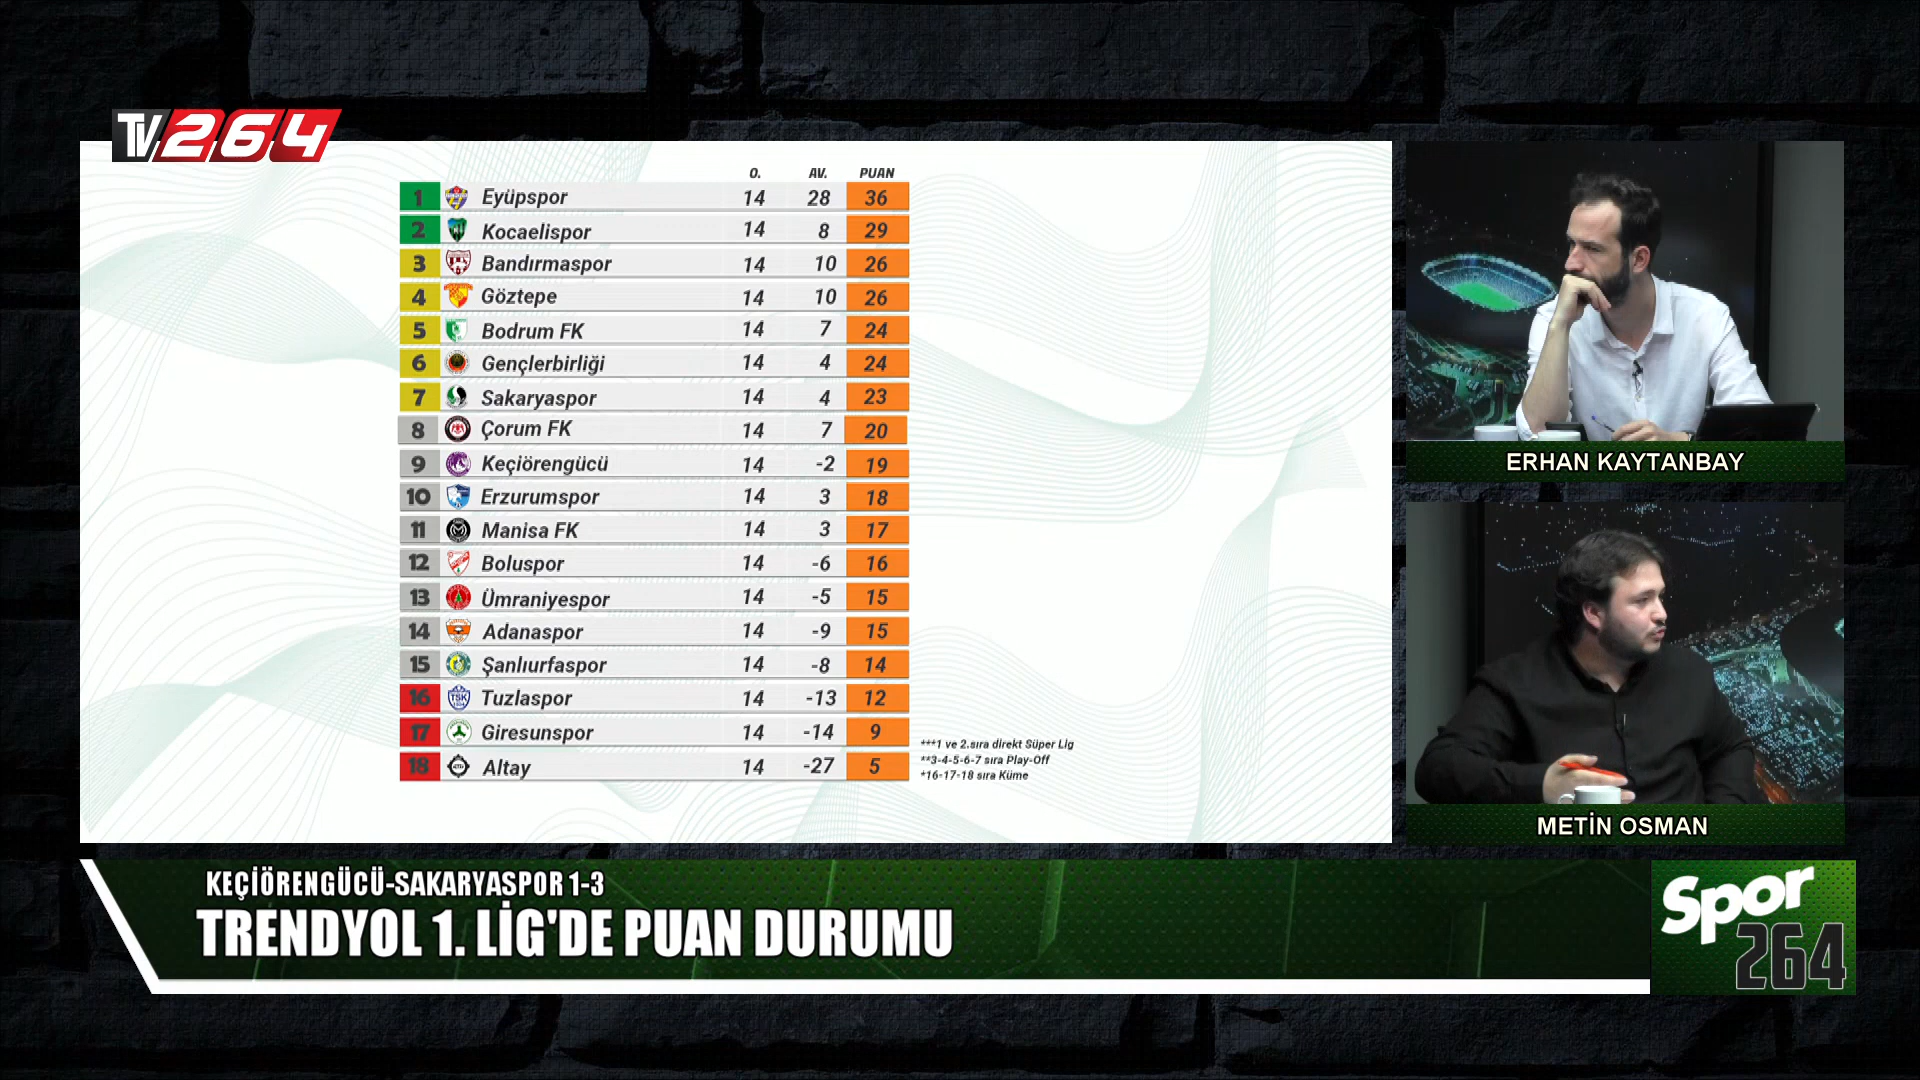 TV264
O. AV. PUAN
1 Eyüpspor 14 28 36
2 Kocaelispor 14 8 29
3 Bandırmaspor 14 10 26
4 Göztepe 14 10 26
5 Bodrum FK 14 7 24
6 Gençlerbirliği 14 4 24
7 Sakaryaspor 14 4 23
8 Çorum FK 14 7 20
9 Keçiörengücü 14 -2 19
10 Erzurumspor 14 3 18
11 Manisa FK 14 3 17
12 Boluspor 14 -6 16
13 Ümraniyespor 14 -5 15
14 Adanaspor 14 -9 15
15 Şanlıurfaspor 14 -8 14
16 Tuzlaspor 14 -13 12
17 Giresunspor 14 -14 9
18 Altay 14 -27 5
***1 ve 2.sıra direkt Süper Lig
**3-4-5-6-7 sıra Play-Off
*16-17-18 sıra Küme
ERHAN KAYTANBAY
METİN OSMAN
KEÇİÖRENGÜCÜ-SAKARYASPOR 1-3
TRENDYOL 1. LİG'DE PUAN DURUMU
Spor
264